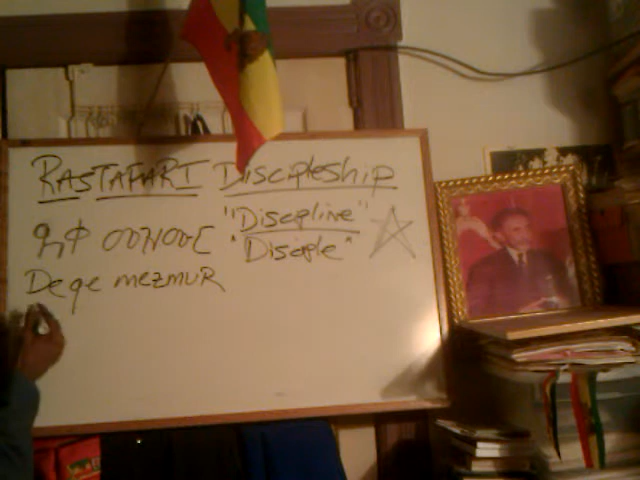 RASTAFARI Discipleship
ደቀ መዝሙር "Discipline"
"Disciple"
Deqe mezmuR